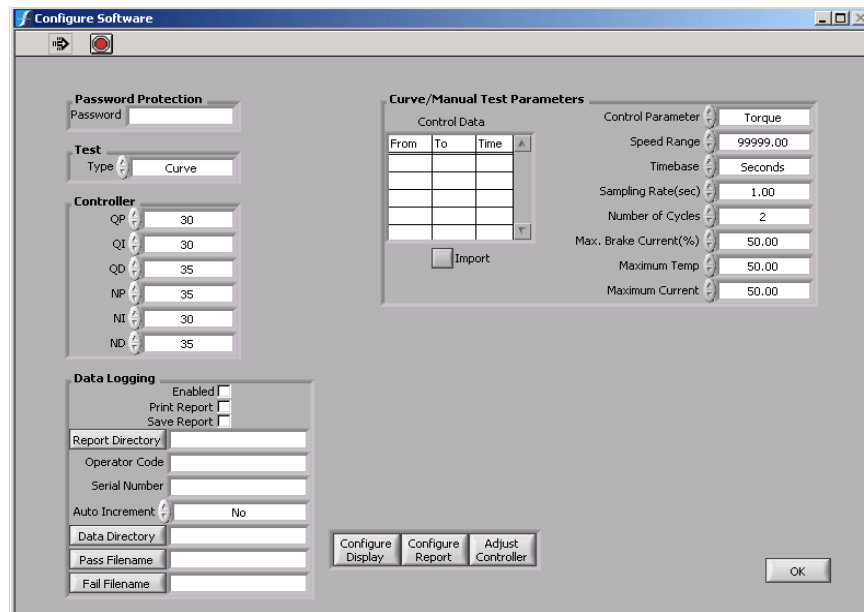 Configure Software
Password Protection
Password
Test
Type Curve
Controller
QP 30
QI 30
QD 35
NP 35
NI 30
ND 35
Curve/Manual Test Parameters
Control Data
From To Time
Import
Control Parameter Torque
Speed Range 99999.00
Timebase Seconds
Sampling Rate(sec) 1.00
Number of Cycles 2
Max. Brake Current(%) 50.00
Maximum Temp 50.00
Maximum Current 50.00
Data Logging
Enabled
Print Report
Save Report
Report Directory
Operator Code
Serial Number
Auto Increment No
Data Directory
Pass Filename
Fail Filename
Configure Display
Configure Report
Adjust Controller
OK